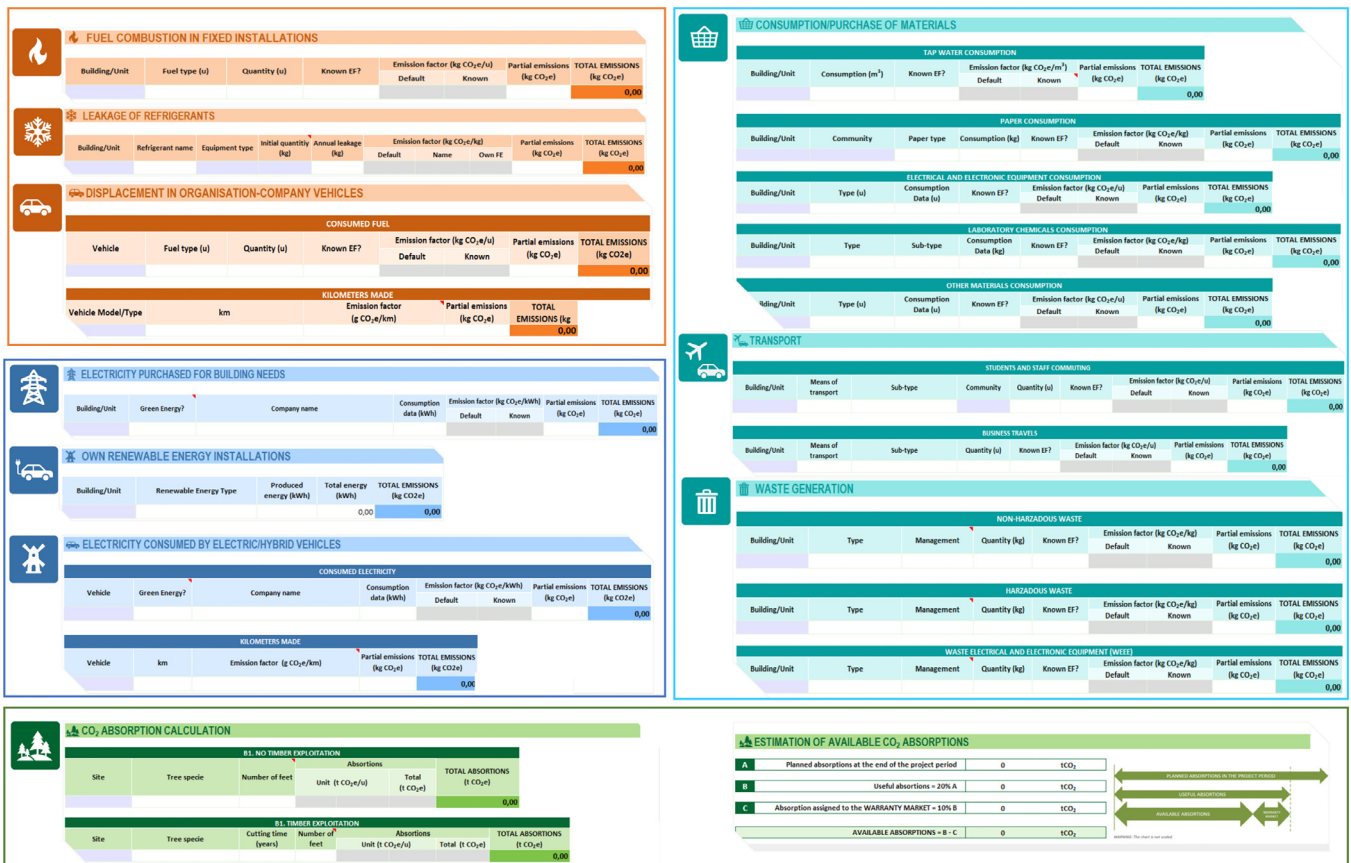 FUEL COMBUSTION IN FIXED INSTALLATIONS
Building/Unit Fuel type (u) Quantity (u) Known EF? Emission factor (kg CO₂e/u) Partial emissions (kg CO₂e) TOTAL EMISSIONS (kg CO₂e)
Default Known
0,00
LEAKAGE OF REFRIGERANTS
Building/Unit Refrigerant name Equipment type Initial quantitiy (kg) Annual leakage (kg) Emission factor (kg CO₂e/kg) Partial emissions (kg CO₂e) TOTAL EMISSIONS (kg CO₂e)
Default Name Own FE
0,00
DISPLACEMENT IN ORGANISATION-COMPANY VEHICLES
CONSUMED FUEL
Vehicle Fuel type (u) Quantity (u) Known EF? Emission factor (kg CO₂e/u) Partial emissions (kg CO₂e) TOTAL EMISSIONS (kg CO2e)
Default Known
0,00
KILOMETERS MADE
Vehicle Model/Type km Emission factor (g CO₂e/km) Partial emissions (kg CO₂e) TOTAL EMISSIONS (kg
0,00
ELECTRICITY PURCHASED FOR BUILDING NEEDS
Building/Unit Green Energy? Company name Consumption data (kWh) Emission factor (kg CO₂e/kWh) Partial emissions (kg CO₂e) TOTAL EMISSIONS (kg CO₂e)
Default Known
0,00
OWN RENEWABLE ENERGY INSTALLATIONS
Building/Unit Renewable Energy Type Produced energy (kWh) Total energy (kWh) TOTAL EMISSIONS (kg CO2e)
0,00 0,00
ELECTRICITY CONSUMED BY ELECTRIC/HYBRID VEHICLES
CONSUMED ELECTRICITY
Vehicle Green Energy? Company name Consumption data (kWh) Emission factor (kg CO₂e/kWh) Partial emissions (kg CO₂e) TOTAL EMISSIONS (kg CO2e)
Default Known
0,00
KILOMETERS MADE
Vehicle km Emission factor (g CO₂e/km) Partial emissions (kg CO₂e) TOTAL EMISSIONS (kg CO2e)
0,00
CONSUMPTION/PURCHASE OF MATERIALS
TAP WATER CONSUMPTION
Building/Unit Consumption (m³) Known EF? Emission factor (kg CO₂e/m³) Partial emissions (kg CO₂e) TOTAL EMISSIONS (kg CO₂e)
Default Known
0,00
PAPER CONSUMPTION
Building/Unit Community Paper type Consumption (kg) Known EF? Emission factor (kg CO₂e/kg) Partial emissions (kg CO₂e) TOTAL EMISSIONS (kg CO₂e)
Default Known
0,00
ELECTRICAL AND ELECTRONIC EQUIPMENT CONSUMPTION
Building/Unit Type (u) Consumption Data (u) Known EF? Emission factor (kg CO₂e/u) Partial emissions (kg CO₂e) TOTAL EMISSIONS (kg CO₂e)
Default Known
0,00
LABORATORY CHEMICALS CONSUMPTION
Building/Unit Type Sub-type Consumption Data (kg) Known EF? Emission factor (kg CO₂e/kg) Partial emissions (kg CO₂e) TOTAL EMISSIONS (kg CO₂e)
Default Known
0,00
OTHER MATERIALS CONSUMPTION
ilding/Unit Type (u) Consumption Data (u) Known EF? Emission factor (kg CO₂e/u) Partial emissions (kg CO₂e) TOTAL EMISSIONS (kg CO₂e)
Default Known
0,00
TRANSPORT
STUDENTS AND STAFF COMMUTING
Building/Unit Means of transport Sub-type Community Quantity (u) Known EF? Emission factor (kg CO₂e/u) Partial emissions (kg CO₂e) TOTAL EMISSIONS (kg CO₂e)
Default Known
0,00
BUSINESS TRAVELS
Building/Unit Means of transport Sub-type Quantity (u) Known EF? Emission factor (kg CO₂e/u) Partial emissions (kg CO₂e) TOTAL EMISSIONS (kg CO₂e)
Default Known
0,00
WASTE GENERATION
NON-HARZADOUS WASTE
Building/Unit Type Management Quantity (kg) Known EF? Emission factor (kg CO₂e/kg) Partial emissions (kg CO₂e) TOTAL EMISSIONS (kg CO₂e)
Default Known
0,00
HARZADOUS WASTE
Building/Unit Type Management Quantity (kg) Known EF? Emission factor (kg CO₂e/kg) Partial emissions (kg CO₂e) TOTAL EMISSIONS (kg CO₂e)
Default Known
0,00
WASTE ELECTRICAL AND ELECTRONIC EQUIPMENT (WEEE)
Building/Unit Type Management Quantity (kg) Known EF? Emission factor (kg CO₂e/kg) Partial emissions (kg CO₂e) TOTAL EMISSIONS (kg CO₂e)
Default Known
0,00
CO₂ ABSORPTION CALCULATION
B1. NO TIMBER EXPLOITATION
Site Tree specie Number of feet Absortions TOTAL ABSORTIONS (t CO₂e)
Unit (t CO₂e/u) Total (t CO₂e)
0,00
B1. TIMBER EXPLOITATION
Site Tree specie Cutting time (years) Number of feet Absortions TOTAL ABSORTIONS (t CO₂e)
Unit (t CO₂e/u) Total (t CO₂e)
0,00
ESTIMATION OF AVAILABLE CO₂ ABSORPTIONS
A Planned absorptions at the end of the project period 0 tCO₂
B Useful absortions = 20% A 0 tCO₂
C Absorption assigned to the WARRANTY MARKET = 10% B 0 tCO₂
AVAILABLE ABSORPTIONS = B - C 0 tCO₂
PLANNED ABSORPTIONS IN THE PROJECT PERIOD
USEFUL ABSORTIONS
AVAILABLE ABSORTIONS
WARNING: The chart is not scaled